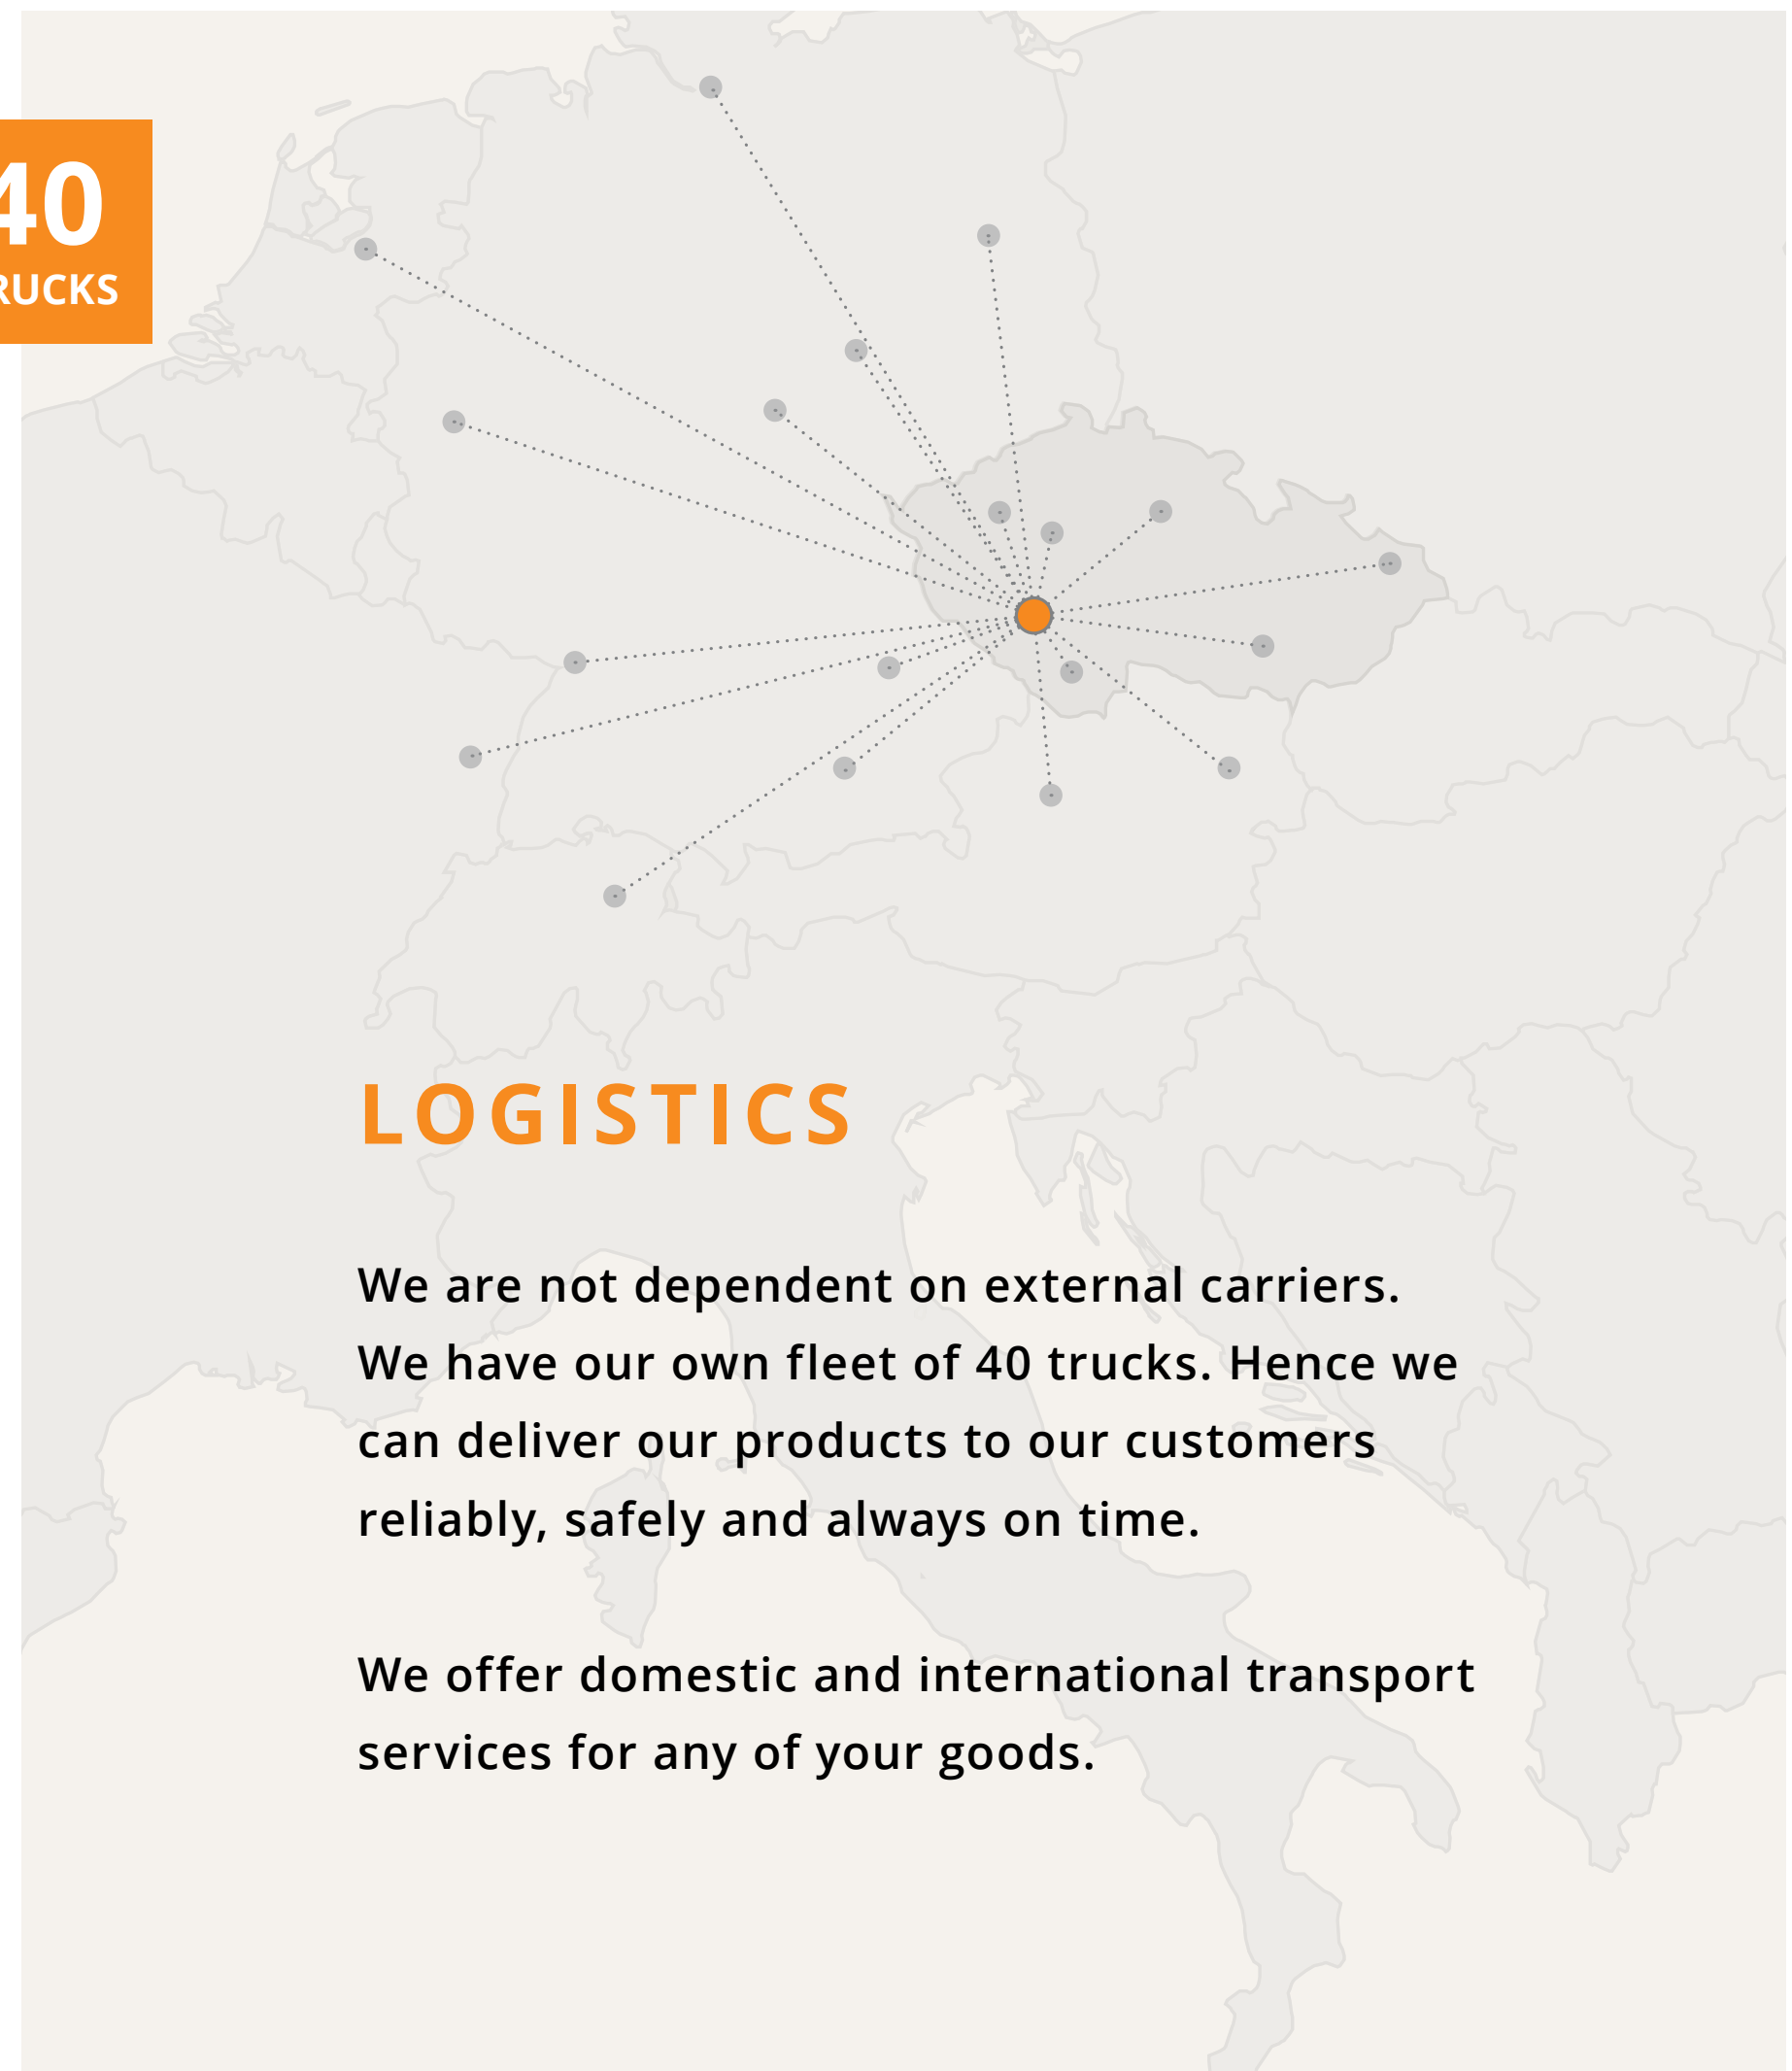 40
RUCKS
LOGISTICS
We are not dependent on external carriers.
We have our own fleet of 40 trucks. Hence we
can deliver our products to our customers
reliably, safely and always on time.
We offer domestic and international transport
services for any of your goods.